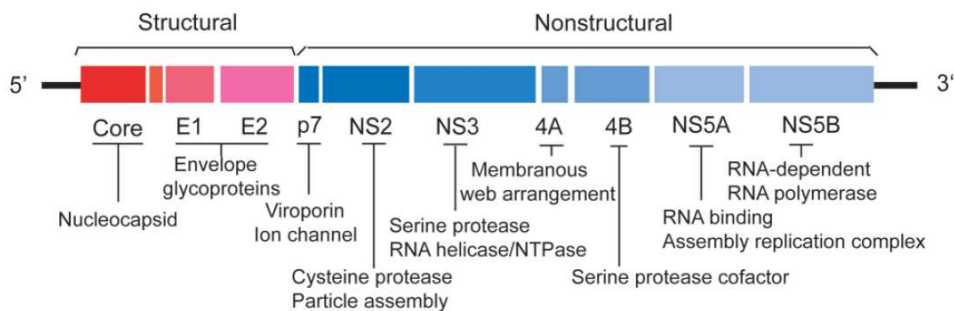 Structural
Nonstructural
5’
3‘
Core
E1
E2
p7
NS2
NS3
4A
4B
NS5A
NS5B
Envelope
glycoproteins
Nucleocapsid
Viroporin
Ion channel
Cysteine protease
Particle assembly
Serine protease
RNA helicase/NTPase
Membranous
web arrangement
Serine protease cofactor
RNA binding
Assembly replication complex
RNA-dependent
RNA polymerase